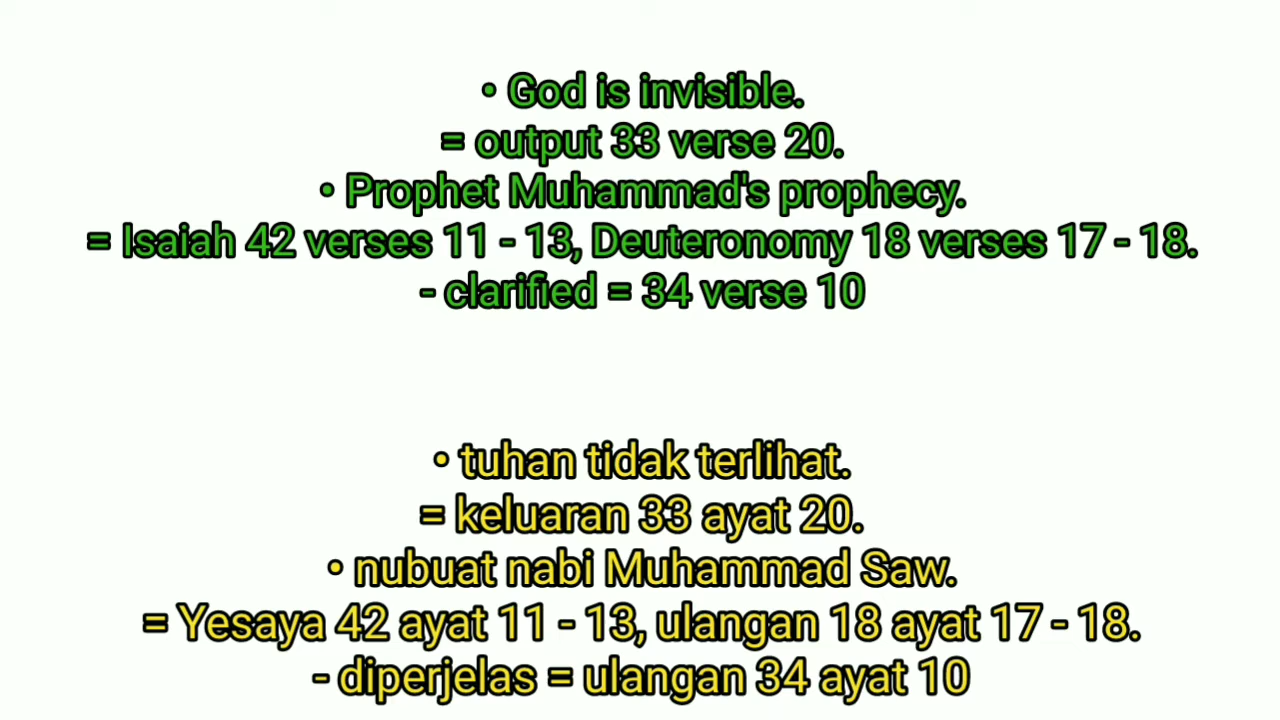 • God is invisible.
= output 33 verse 20.
• Prophet Muhammad's prophecy.
= Isaiah 42 verses 11 - 13, Deuteronomy 18 verses 17 - 18.
- clarified = 34 verse 10
• tuhan tidak terlihat.
= keluaran 33 ayat 20.
• nubuat nabi Muhammad Saw.
= Yesaya 42 ayat 11 - 13, ulangan 18 ayat 17 - 18.
- diperjelas = ulangan 34 ayat 10